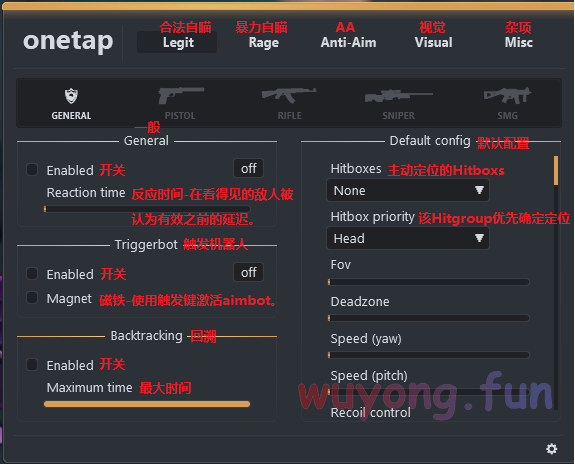 合法自瞄 暴力自瞄 AA 视觉 杂项
onetap Legit Rage Anti-Aim Visual Misc
GENERAL PISTOL RIFLE SNIPER SMG
一般
General
Enabled 开关 off
Reaction time 反应时间-在看得见的敌人被
认为有效之前的延迟。
Triggerbot 触发机器人
Enabled 开关 off
Magnet 磁铁-使用触发键激活aimbot。
Backtracking 回溯
Enabled 开关
Maximum time 最大时间
Default config 默认配置
Hitboxes 主动定位的Hitboxs
None
Hitbox priority 该Hitgroup优先确定定位
Head
Fov
Deadzone
Speed (yaw)
Speed (pitch)
Recoil control
wuyong.fun